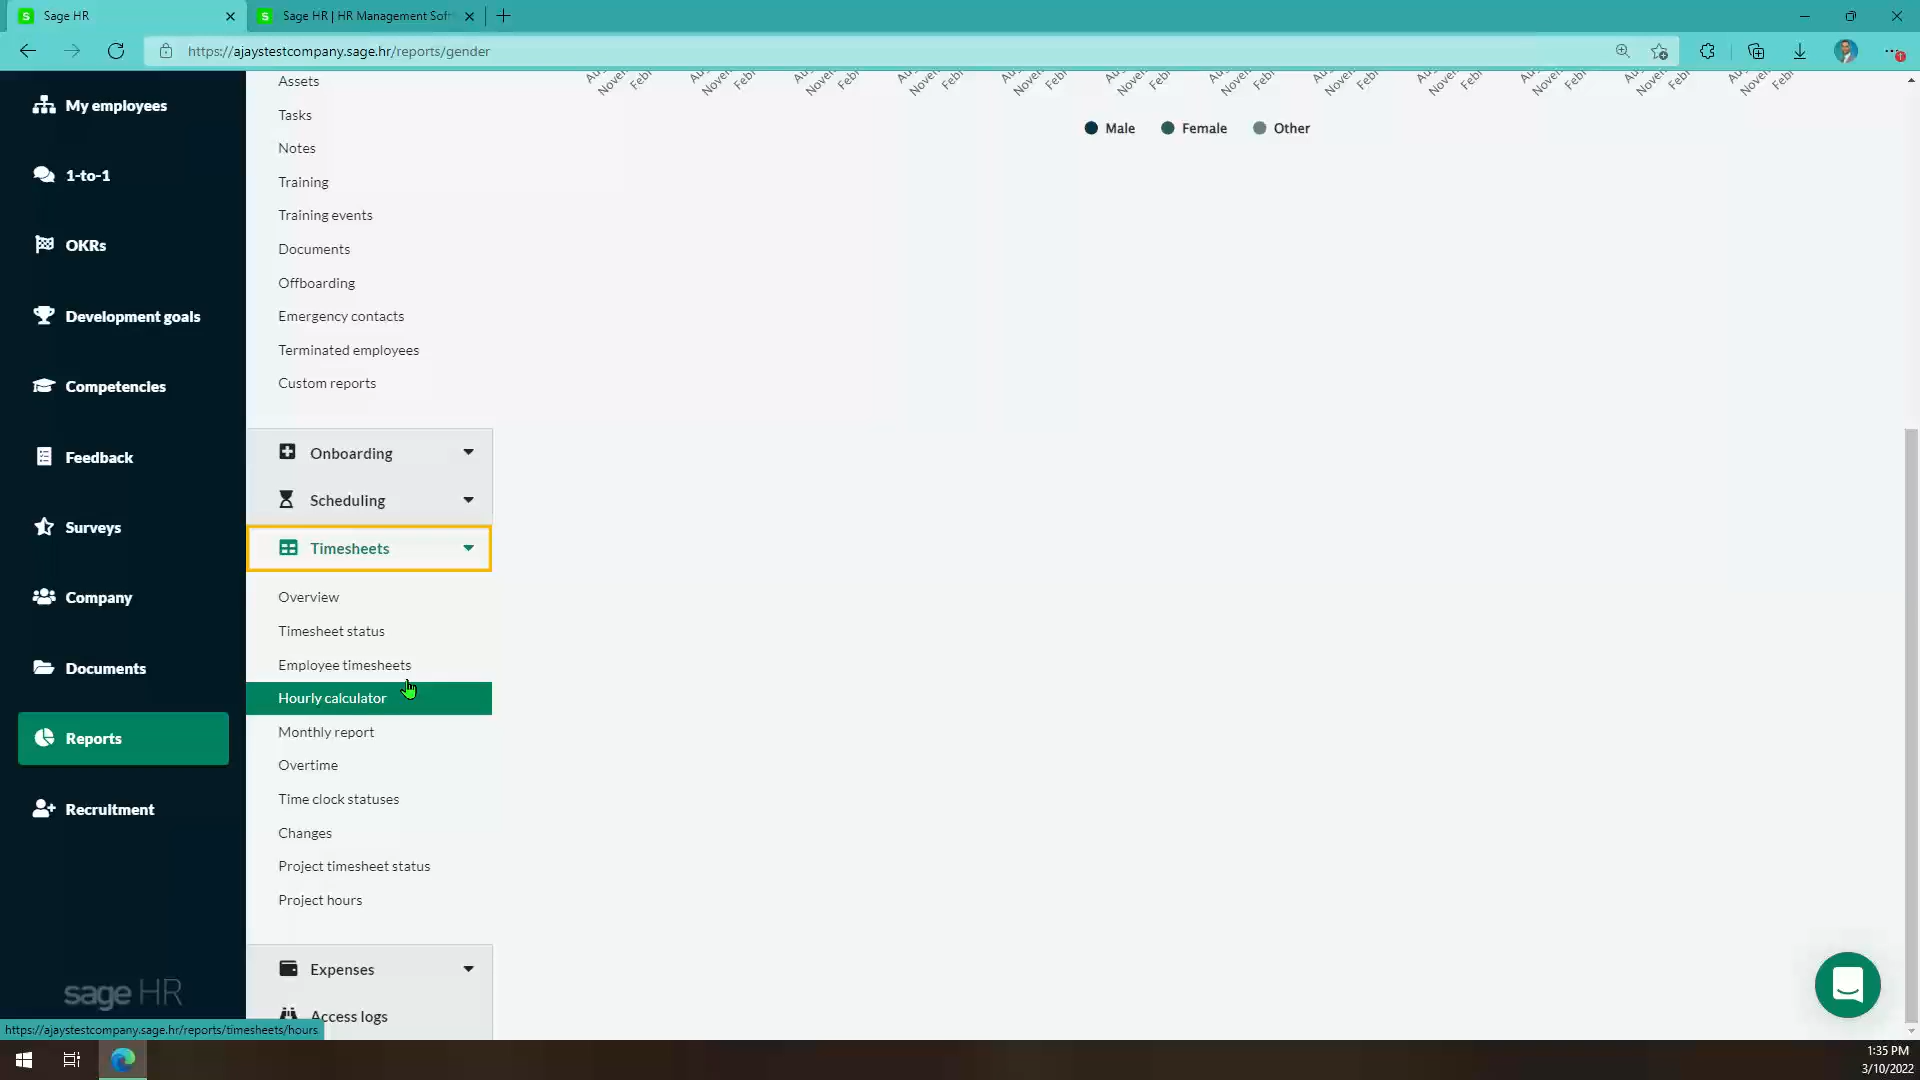 Sage HR
Sage HR | HR Management Soft
https://ajaystestcompany.sage.hr/reports/gender
My employees
1-to-1
OKRs
Development goals
Competencies
Feedback
Surveys
Company
Documents
Reports
Recruitment
sage HR
Assets
Tasks
Notes
Training
Training events
Documents
Offboarding
Emergency contacts
Terminated employees
Custom reports
Onboarding
Scheduling
Timesheets
Overview
Timesheet status
Employee timesheets
Hourly calculator
Monthly report
Overtime
Time clock statuses
Changes
Project timesheet status
Project hours
Expenses
Access logs
Male Female Other
https://ajaystestcompany.sage.hr/reports/timesheets/hours
1:35 PM
3/10/2022